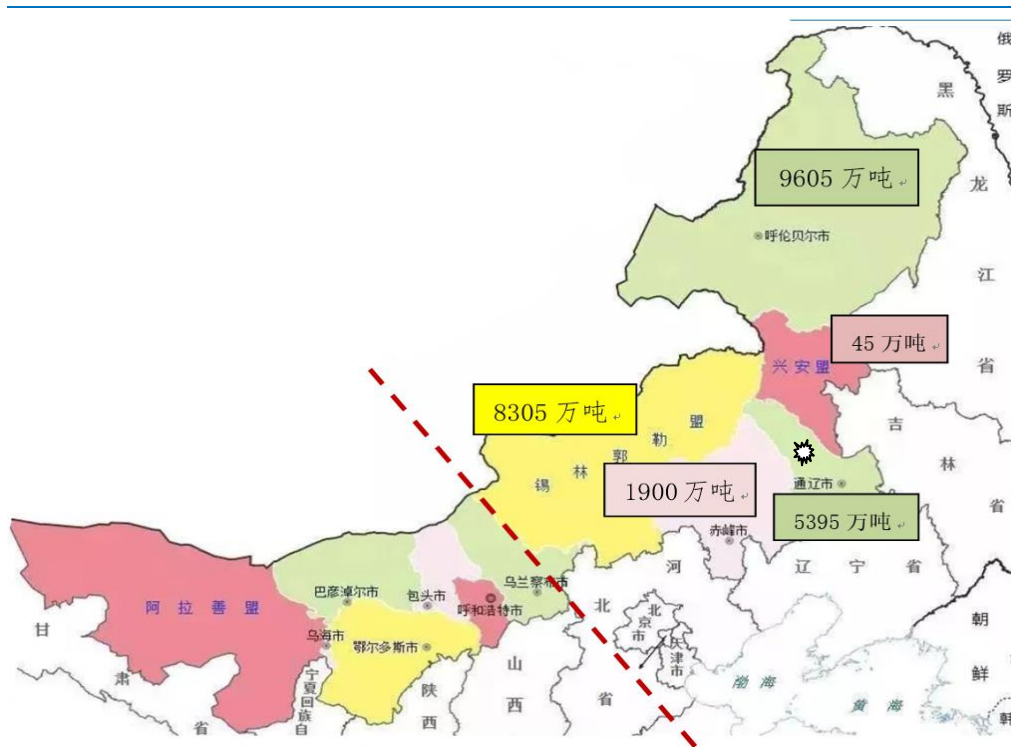 俄罗斯
黑龙江省
9605 万吨
呼伦贝尔市
45 万吨
兴安盟
8305 万吨
锡林郭勒盟
吉林省
1900 万吨
通辽市
5395 万吨
赤峰市
河北省
辽宁省
乌兰察布市
巴彦淖尔市
包头市
呼和浩特市
阿拉善盟
北京市
天津市
朝鲜
乌海市
鄂尔多斯市
甘肃省
宁夏回族自
陕西
山西
渤海
黄海
韩